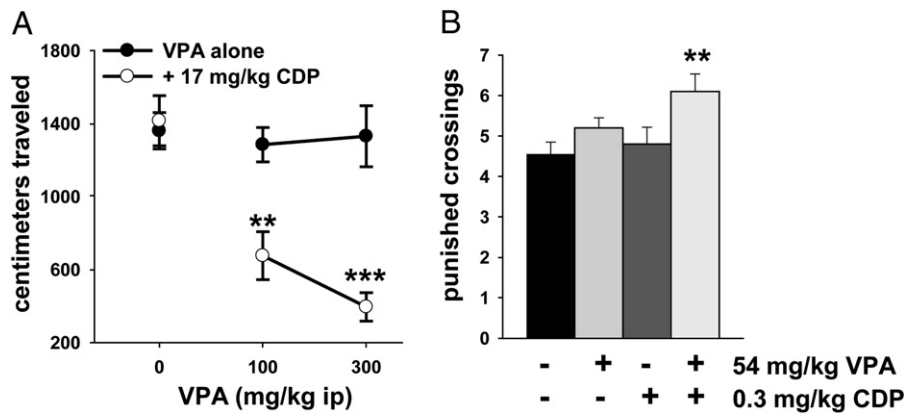 A
VPA alone
+ 17 mg/kg CDP
centimeters traveled
1800
1400
1000
600
200
**
***
0
100
300
VPA (mg/kg ip)
B
punished crossings
7
6
5
4
3
2
1
0
**
- + - + 54 mg/kg VPA
- - + + 0.3 mg/kg CDP